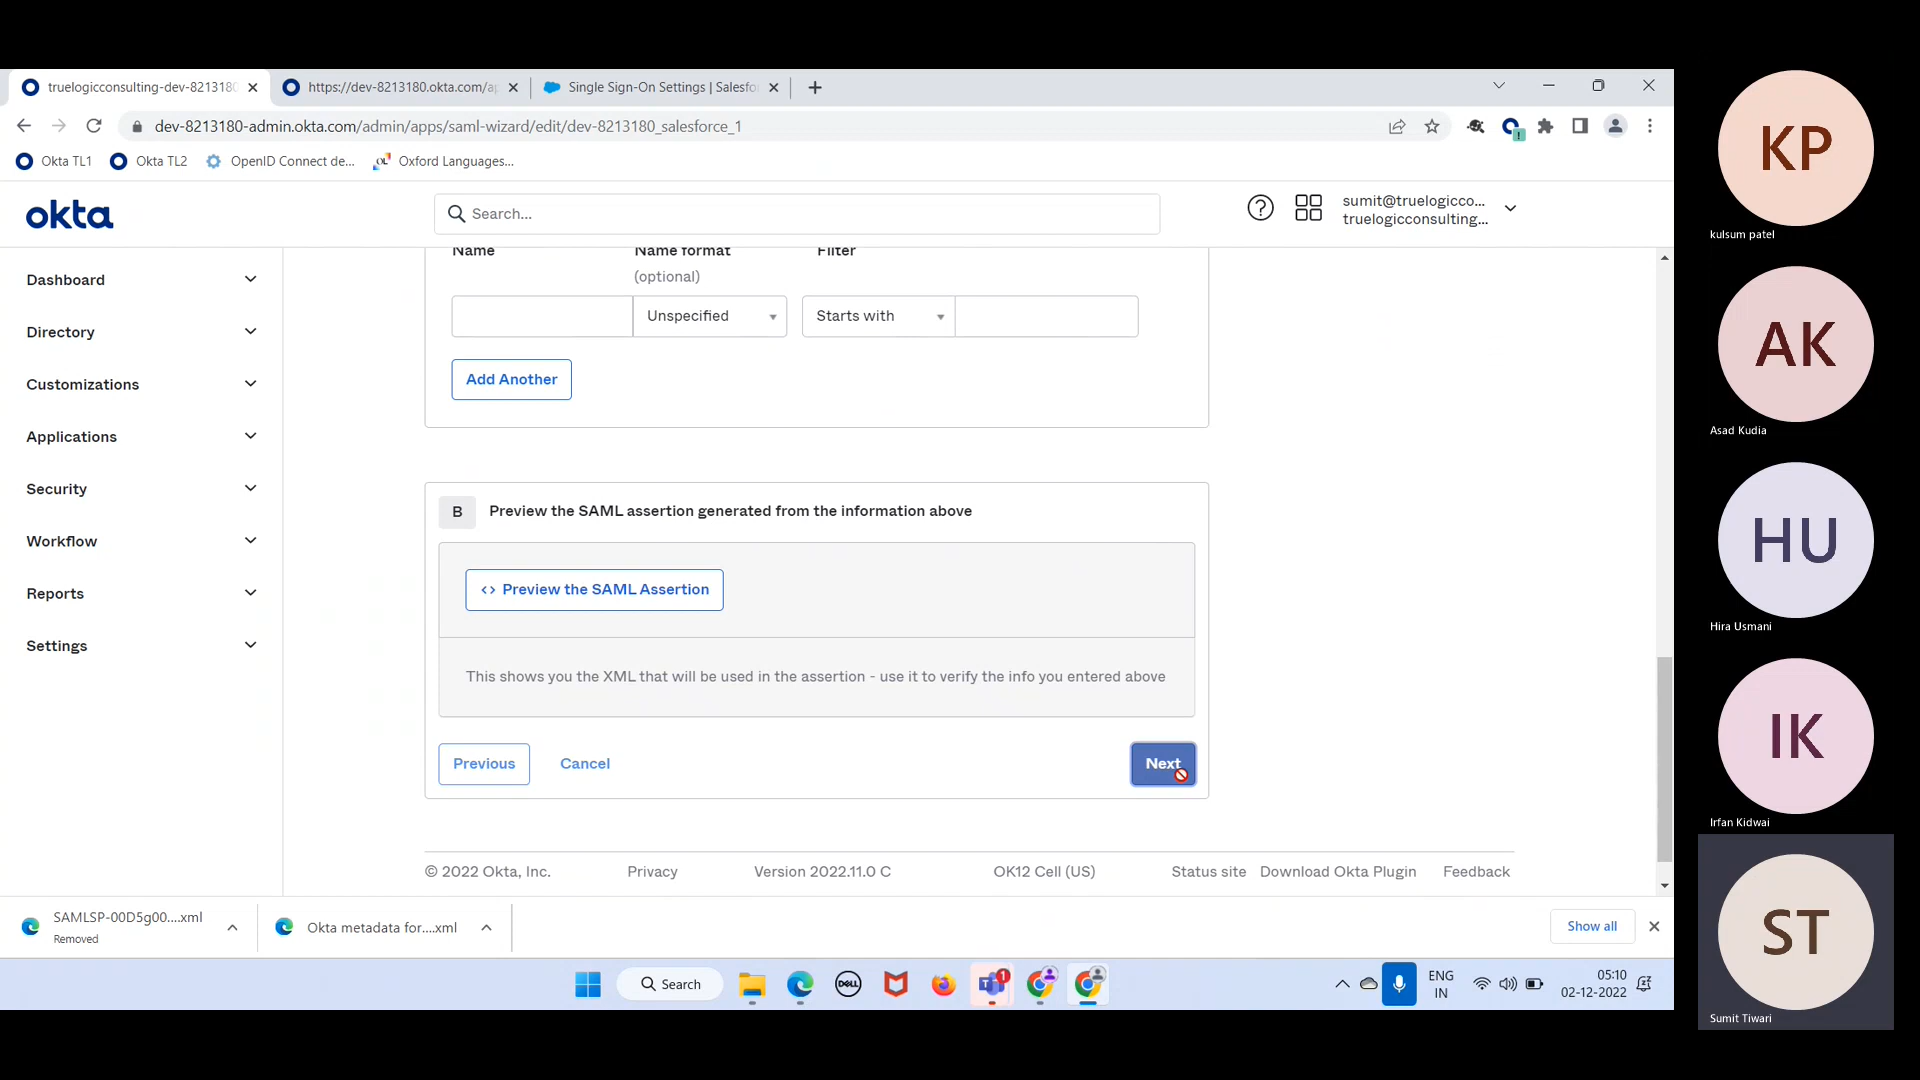 truelogicconsulting-dev-8213180
https://dev-8213180.okta.com/ap
Single Sign-On Settings | Salesfo
dev-8213180-admin.okta.com/admin/apps/saml-wizard/edit/dev-8213180_salesforce_1
Okta TL1
Okta TL2
OpenID Connect de...
Oxford Languages...
okta
Search...
sumit@truelogicco...
truelogicconsulting...
Dashboard
Directory
Customizations
Applications
Security
Workflow
Reports
Settings
Name
Name format
(optional)
Filter
Unspecified
Starts with
Add Another
B
Preview the SAML assertion generated from the information above
<> Preview the SAML Assertion
This shows you the XML that will be used in the assertion - use it to verify the info you entered above
Previous
Cancel
Next
© 2022 Okta, Inc.
Privacy
Version 2022.11.0 C
OK12 Cell (US)
Status site
Download Okta Plugin
Feedback
SAMLSP-00D5g00....xml
Removed
Okta metadata for....xml
Show all
Search
DELL
1
ENG
IN
05:10
02-12-2022
KP
kulsum patel
AK
Asad Kudia
HU
Hira Usmani
IK
Irfan Kidwai
ST
Sumit Tiwari